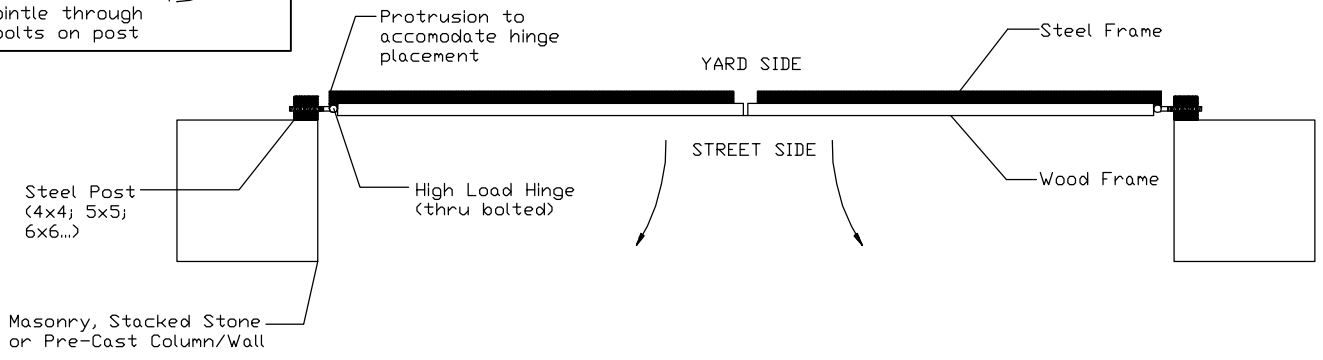 pintle through
bolts on post
Protrusion to
accomodate hinge
placement
YARD SIDE
Steel Frame
STREET SIDE
Steel Post
(4x4; 5x5;
6x6...)
High Load Hinge
(thru bolted)
Wood Frame
Masonry, Stacked Stone
or Pre-Cast Column/Wall